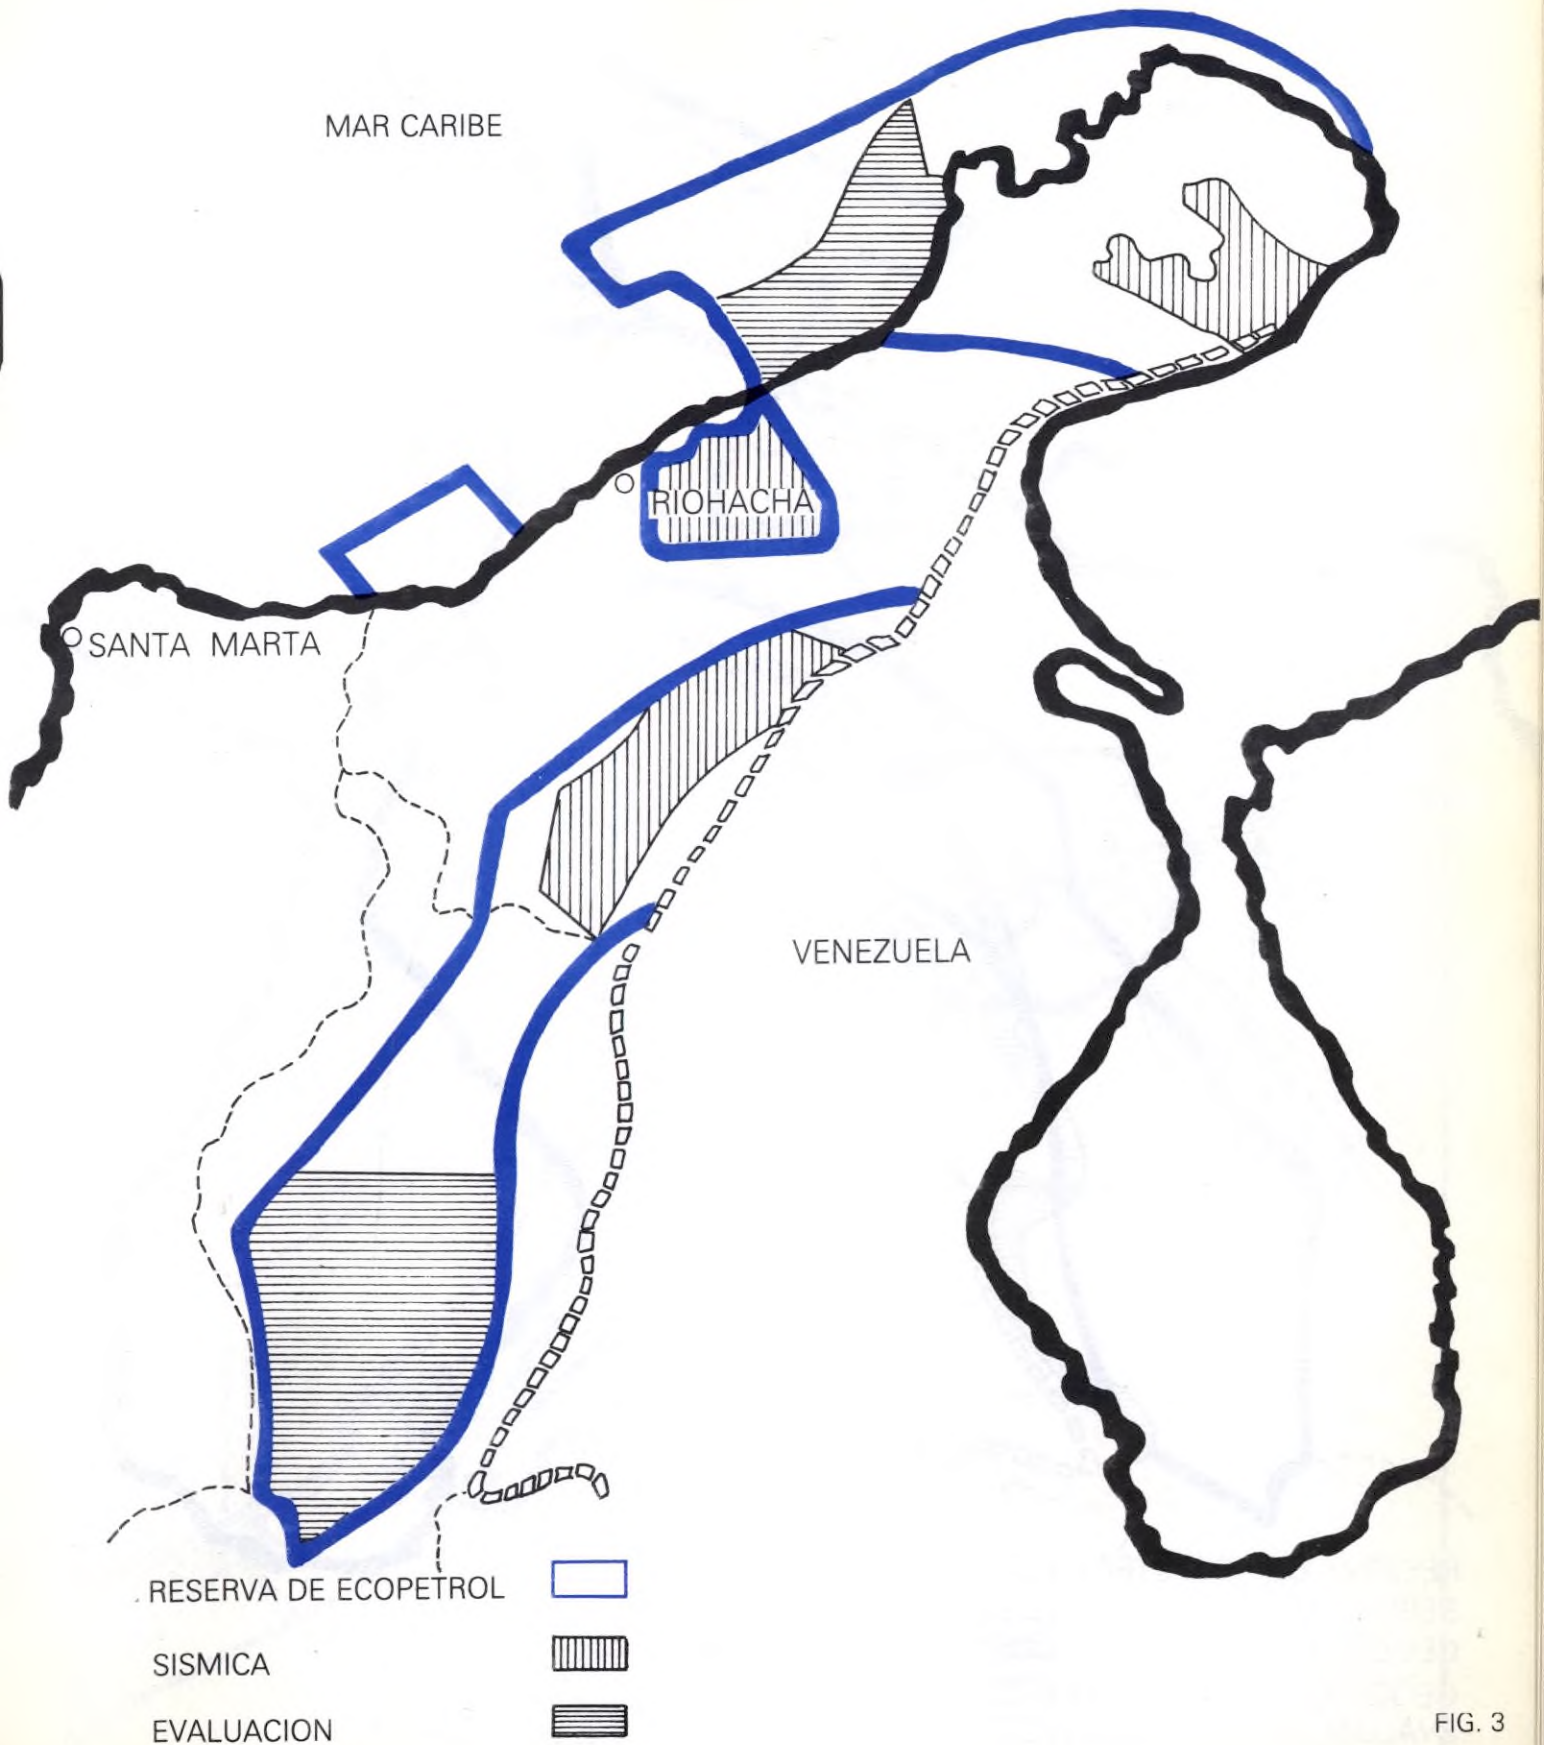 MAR CARIBE
RIOHACHA
SANTA MARTA
VENEZUELA
RESERVA DE ECOPETROL
SISMICA
EVALUACION
FIG. 3